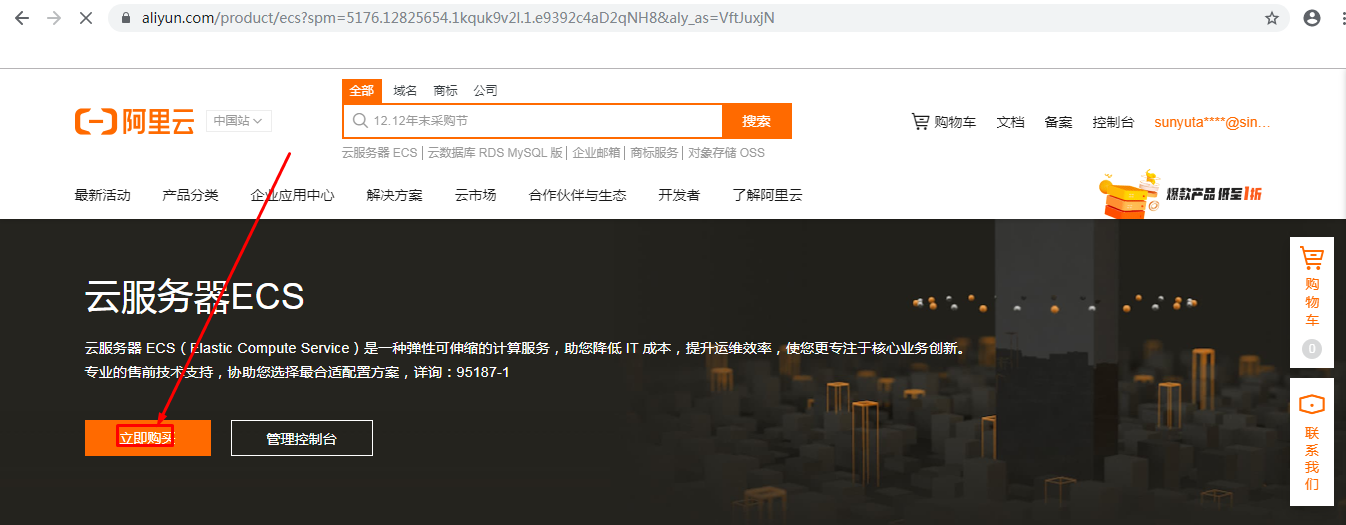 aliyun.com/product/ecs?spm=5176.12825654.1kquk9v2l.1.e9392c4aD2qNH8&aly_as=VftJuxjN
全部 域名 商标 公司
阿里云 中国站 12.12年末采购节 搜索 购物车 文档 备案 控制台 sunyuta****@sin...
云服务器 ECS | 云数据库 RDS MySQL 版 | 企业邮箱 | 商标服务 | 对象存储 OSS
最新活动 产品分类 企业应用中心 解决方案 云市场 合作伙伴与生态 开发者 了解阿里云 爆款产品 低至1折
云服务器ECS
云服务器 ECS（Elastic Compute Service）是一种弹性可伸缩的计算服务，助您降低 IT 成本，提升运维效率，使您更专注于核心业务创新。
专业的售前技术支持，协助您选择最合适配置方案，详询：95187-1
立即购买 管理控制台
购物车
0
联系我们